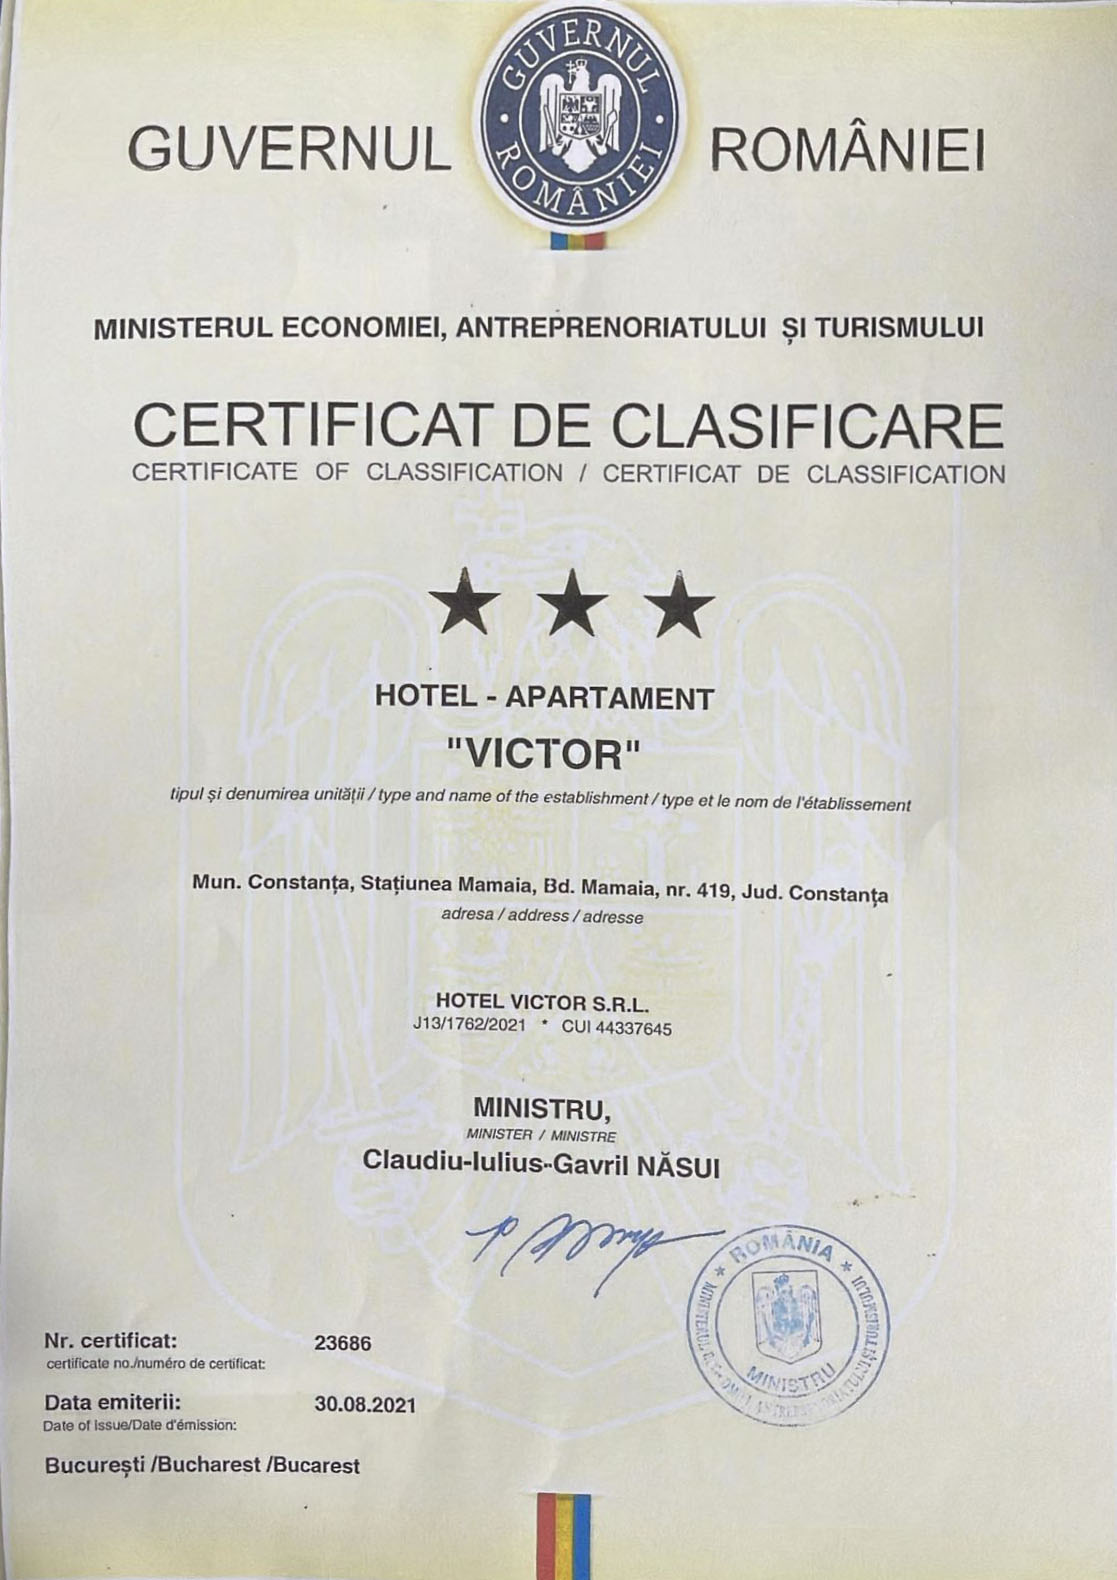 GUVERNUL ROMÂNIEI
GUVERNUL ROMÂNIEI
MINISTERUL ECONOMIEI, ANTREPRENORIATULUI ȘI TURISMULUI
CERTIFICAT DE CLASIFICARE
CERTIFICATE OF CLASSIFICATION / CERTIFICAT DE CLASSIFICATION
HOTEL - APARTAMENT
"VICTOR"
tipul și denumirea unității / type and name of the establishment / type et le nom de l'établissement
Mun. Constanța, Stațiunea Mamaia, Bd. Mamaia, nr. 419, Jud. Constanța
adresa / address / adresse
HOTEL VICTOR S.R.L.
J13/1762/2021 * CUI 44337645
MINISTRU,
MINISTER / MINISTRE
Claudiu-Iulius-Gavril NĂSUI
* ROMÂNIA *
MINISTERUL ANTREPRENORIATULUI ȘI TURISMULUI
MINISTRU
Nr. certificat: 23686
certificate no./numéro de certificat:
Data emiterii: 30.08.2021
Date of Issue/Date d'émission:
București /Bucharest /Bucarest